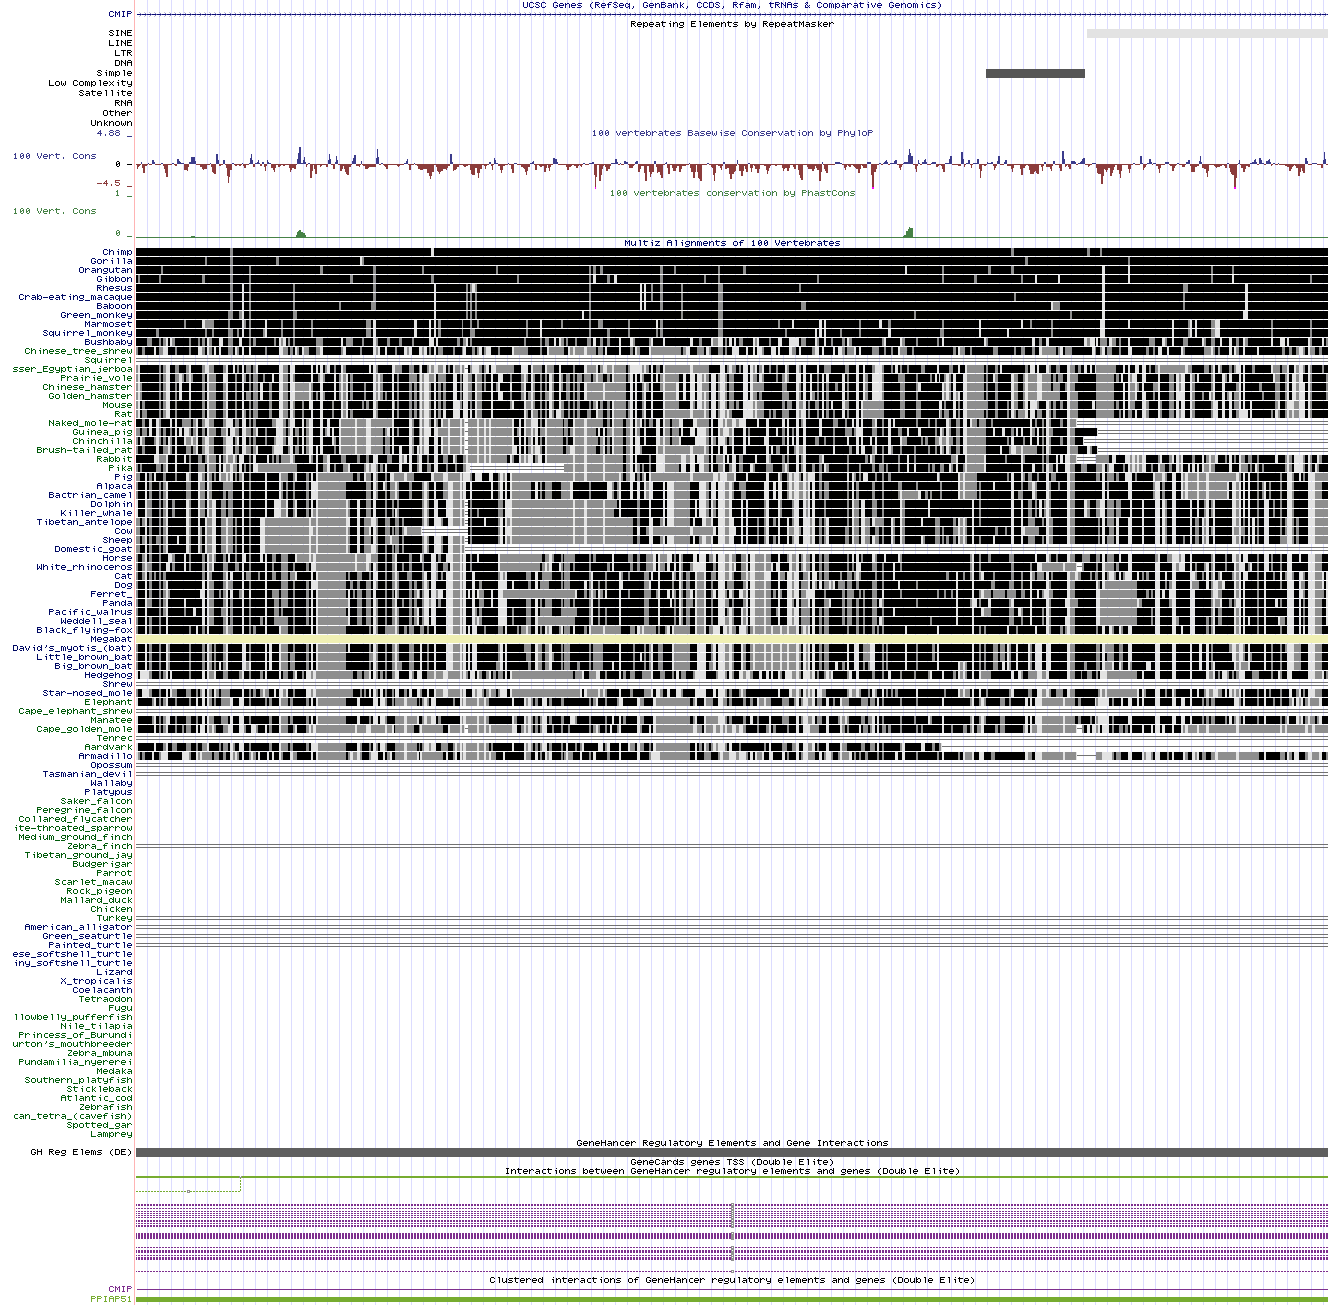 UCSC Genes (RefSeq, GenBank, CCDS, Rfam, tRNAs & Comparative Genomics)
CMIP
Repeating Elements by RepeatMasker
SINE
LINE
LTR
DNA
Simple
Low Complexity
Satellite
RNA
Other
Unknown
4.88 _
100 vertebrates Basewise Conservation by PhyloP
100 Vert. Cons
0 _
-4.5 _
100 vertebrates conservation by PhastCons
1 _
100 Vert. Cons
0 _
Multiz Alignments of 100 Vertebrates
Chimp
Gorilla
Orangutan
Gibbon
Rhesus
Crab-eating_macaque
Baboon
Green_monkey
Marmoset
Squirrel_monkey
Bushbaby
Chinese_tree_shrew
Squirrel
sser_Egyptian_jerboa
Prairie_vole
Chinese_hamster
Golden_hamster
Mouse
Rat
Naked_mole-rat
Guinea_pig
Chinchilla
Brush-tailed_rat
Rabbit
Pika
Pig
Alpaca
Bactrian_camel
Dolphin
Killer_whale
Tibetan_antelope
Cow
Sheep
Domestic_goat
Horse
White_rhinoceros
Cat
Dog
Ferret_
Panda
Pacific_walrus
Weddell_seal
Black_flying-fox
Megabat
David's_myotis_(bat)
Little_brown_bat
Big_brown_bat
Hedgehog
Shrew
Star-nosed_mole
Elephant
Cape_elephant_shrew
Manatee
Cape_golden_mole
Tenrec
Aardvark
Armadillo
Opossum
Tasmanian_devil
Wallaby
Platypus
Saker_falcon
Peregrine_falcon
Collared_flycatcher
ite-throated_sparrow
Medium_ground_finch
Zebra_finch
Tibetan_ground_jay
Budgerigar
Parrot
Scarlet_macaw
Rock_pigeon
Mallard_duck
Chicken
Turkey
American_alligator
Green_seaturtle
Painted_turtle
ese_softshell_turtle
iny_softshell_turtle
Lizard
X_tropicalis
Coelacanth
Tetraodon
Fugu
llowbelly_pufferfish
Nile_tilapia
Princess_of_Burundi
urton's_mouthbreeder
Zebra_mbuna
Pundamilia_nyererei
Medaka
Southern_platyfish
Stickleback
Atlantic_cod
Zebrafish
can_tetra_(cavefish)
Spotted_gar
Lamprey
GeneHancer Regulatory Elements and Gene Interactions
GH Reg Elems (DE)
GeneCards genes TSS (Double Elite)
Interactions between GeneHancer regulatory elements and genes (Double Elite)
Clustered interactions of GeneHancer regulatory elements and genes (Double Elite)
CMIP
PPIAP51